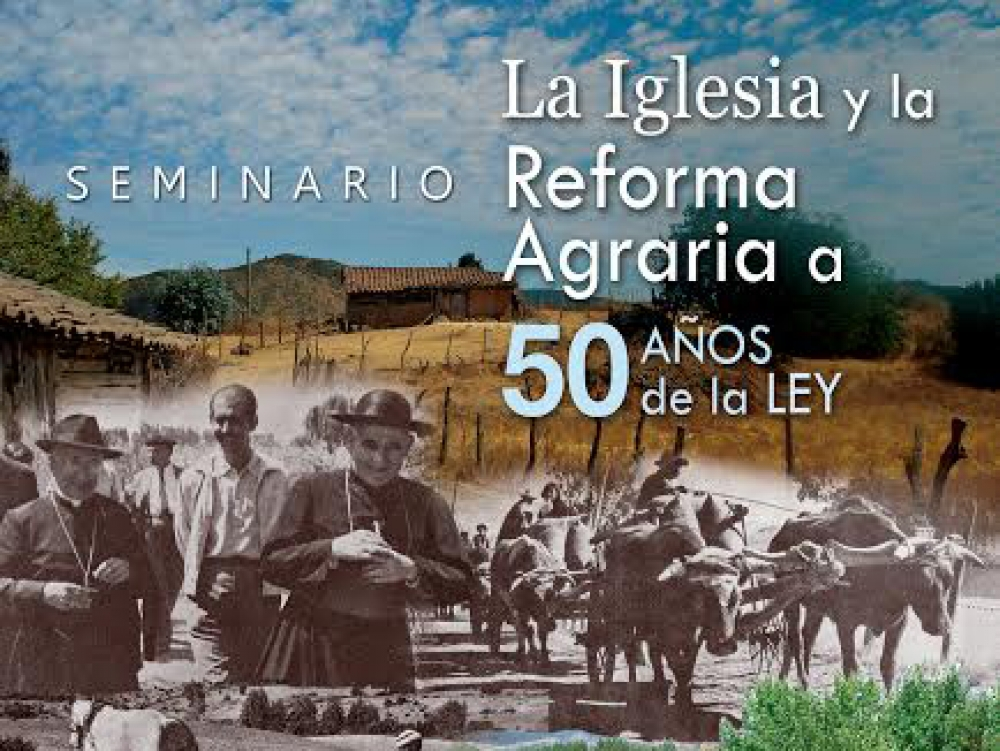 SEMINARIO
La Iglesia y la
Reforma
Agraria a
50 AÑOS
de la LEY